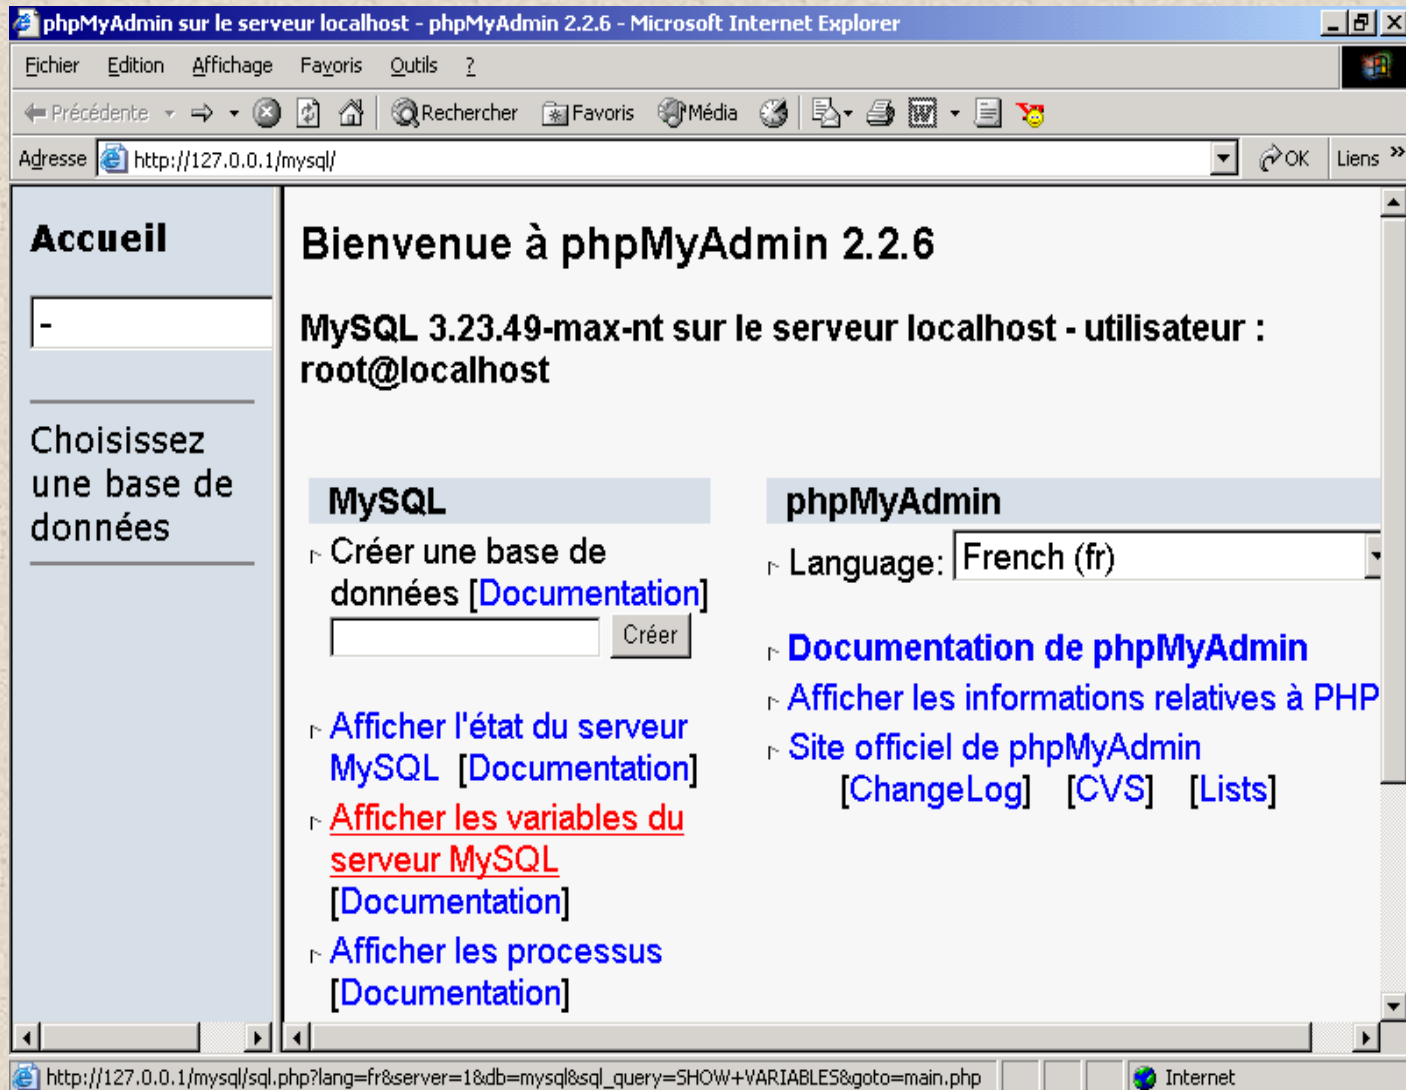 phpMyAdmin sur le serveur localhost - phpMyAdmin 2.2.6 - Microsoft Internet Explorer
Fichier Edition Affichage Favoris Outils ?
Précédente Rechercher Favoris Média
Adresse http://127.0.0.1/mysql/ OK Liens »
Accueil
-
Choisissez
une base de
données
Bienvenue à phpMyAdmin 2.2.6
MySQL 3.23.49-max-nt sur le serveur localhost - utilisateur :
root@localhost
MySQL
Créer une base de
données [Documentation]
Créer
Afficher l'état du serveur
MySQL [Documentation]
Afficher les variables du
serveur MySQL
[Documentation]
Afficher les processus
[Documentation]
phpMyAdmin
Language: French (fr)
Documentation de phpMyAdmin
Afficher les informations relatives à PHP
Site officiel de phpMyAdmin
[ChangeLog] [CVS] [Lists]
http://127.0.0.1/mysql/sql.php?lang=fr&server=1&db=mysql&sql_query=SHOW+VARIABLES&goto=main.php Internet